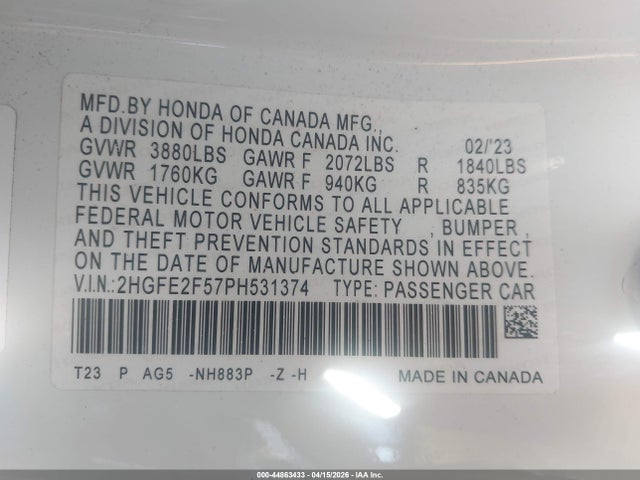 MFD.BY HONDA OF CANADA MFG.,
A DIVISION OF HONDA CANADA INC. 02/'23
GVWR 3880LBS GAWR F 2072LBS R 1840LBS
GVWR 1760KG GAWR F 940KG R 835KG
THIS VEHICLE CONFORMS TO ALL APPLICABLE
FEDERAL MOTOR VEHICLE SAFETY , BUMPER ,
AND THEFT PREVENTION STANDARDS IN EFFECT
ON THE DATE OF MANUFACTURE SHOWN ABOVE.
V.I.N.:2HGFE2F57PH531374 TYPE: PASSENGER CAR
T23 P AG5 -NH883P -Z -H MADE IN CANADA
000-44863433 - 04/15/2026 - IAA Inc.